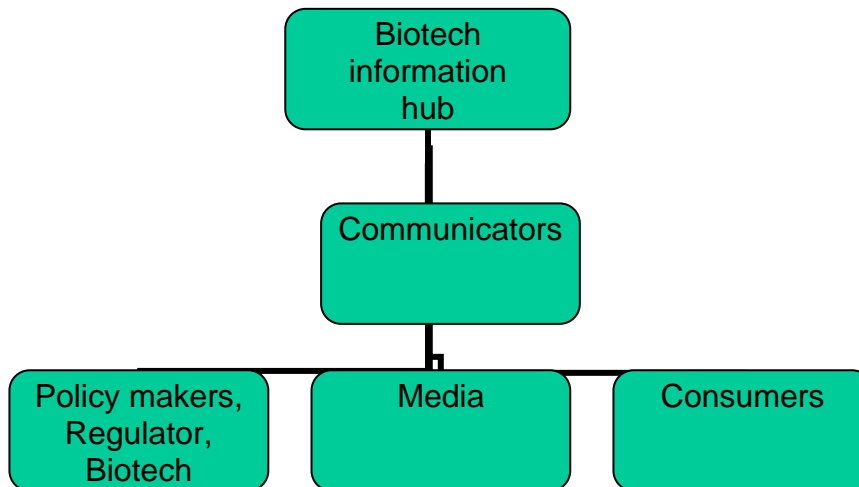 Biotech
information
hub
Communicators
Policy makers,
Regulator,
Biotech
Media
Consumers